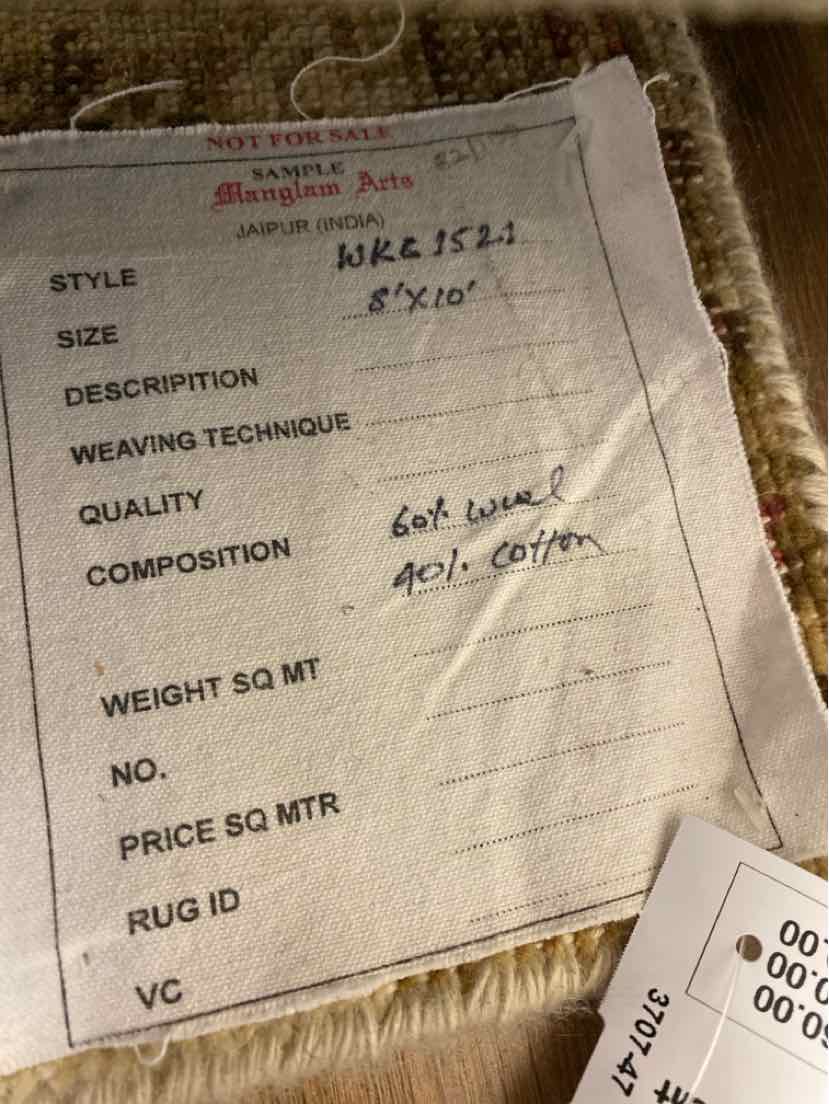 NOT FOR SALE
SAMPLE
Manglam Arts
JAIPUR (INDIA)
STYLE WKE 1521
SIZE 8'X10'
DESCRIPITION
WEAVING TECHNIQUE
QUALITY
COMPOSITION 60% wool
40% cotton
WEIGHT SQ MT
NO.
PRICE SQ MTR
RUG ID
VC
3707-47